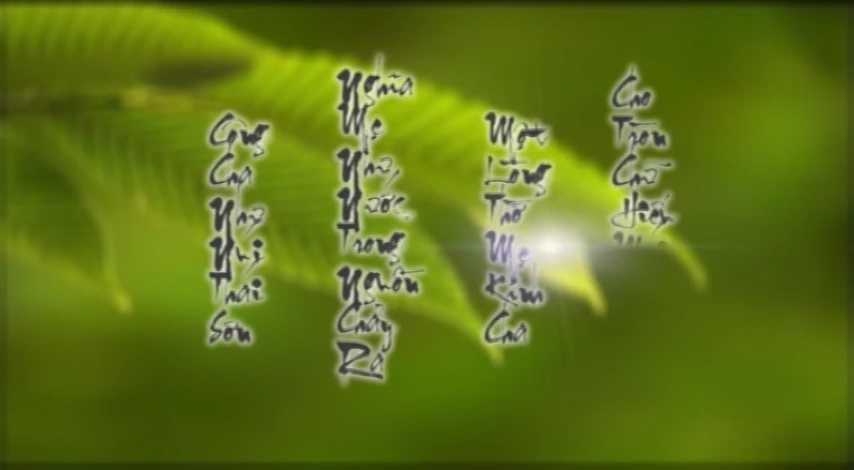 Công Cha Như Núi Thái Sơn
Nghĩa Mẹ Như Nước Trong Nguồn Chảy Ra
Một Lòng Thờ Mẹ Kính Cha
Cho Tròn Chữ Hiếu